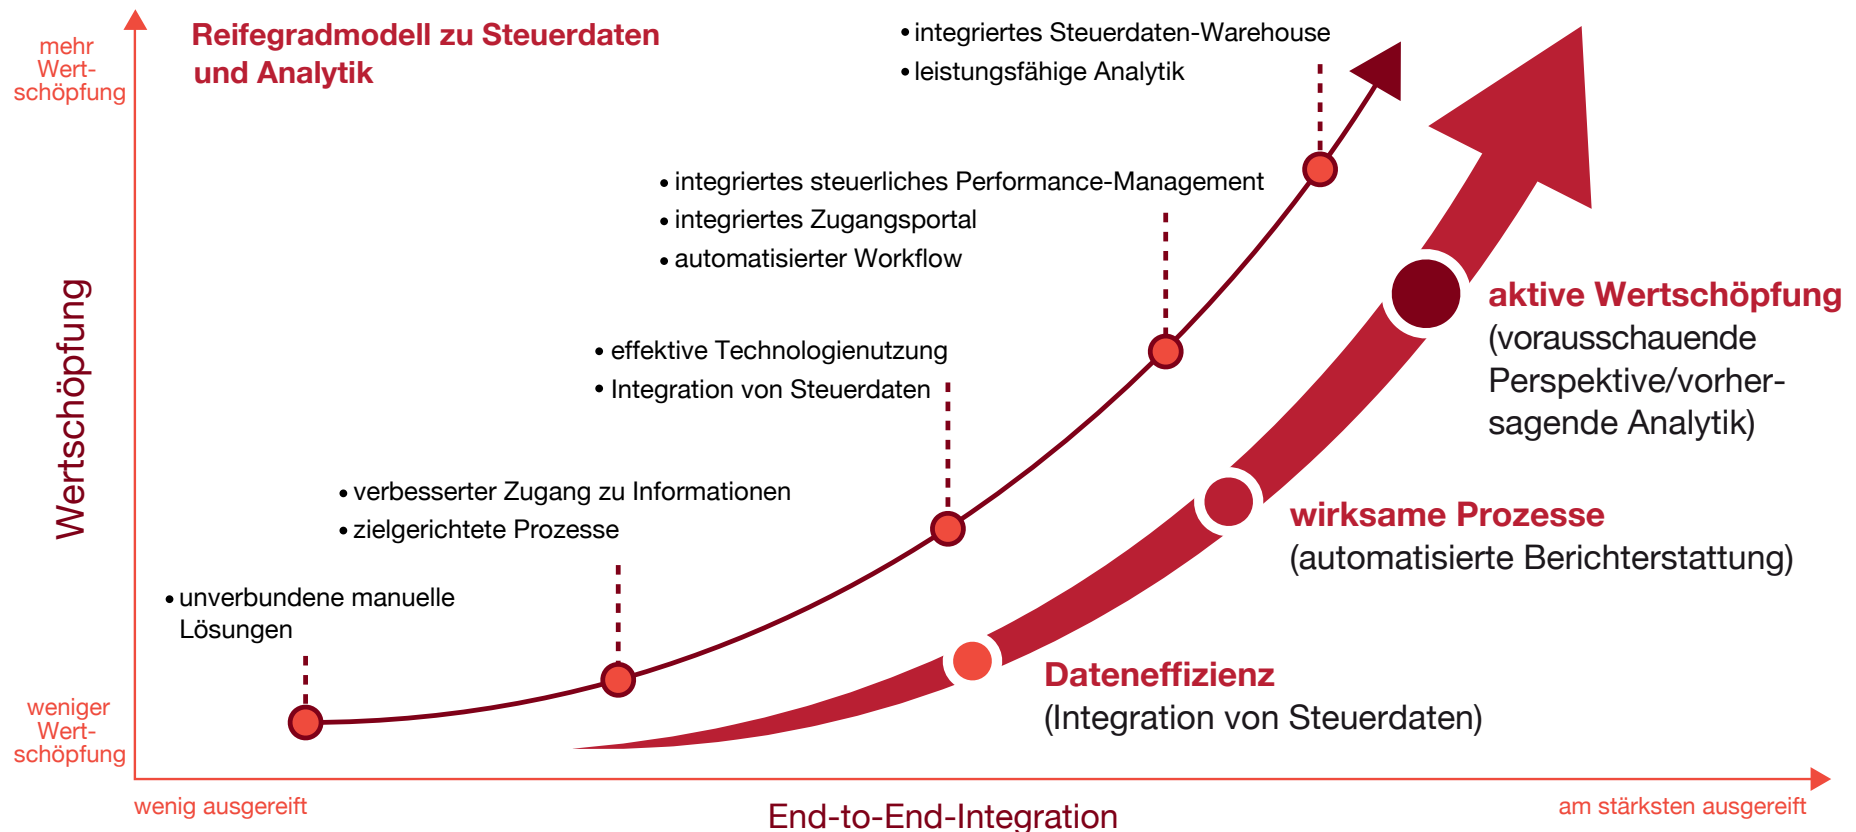 Reifegradmodell zu Steuerdaten
und Analytik
mehr
Wert-
schöpfung
• integriertes Steuerdaten-Warehouse
• leistungsfähige Analytik
• integriertes steuerliches Performance-Management
• integriertes Zugangsportal
• automatisierter Workflow
• effektive Technologienutzung
• Integration von Steuerdaten
• verbesserter Zugang zu Informationen
• zielgerichtete Prozesse
• unverbundene manuelle
Lösungen
Wertschöpfung
aktive Wertschöpfung
(vorausschauende
Perspektive/vorher-
sagende Analytik)
wirksame Prozesse
(automatisierte Berichterstattung)
Dateneffizienz
(Integration von Steuerdaten)
weniger
Wert-
schöpfung
wenig ausgereift
End-to-End-Integration
am stärksten ausgereift